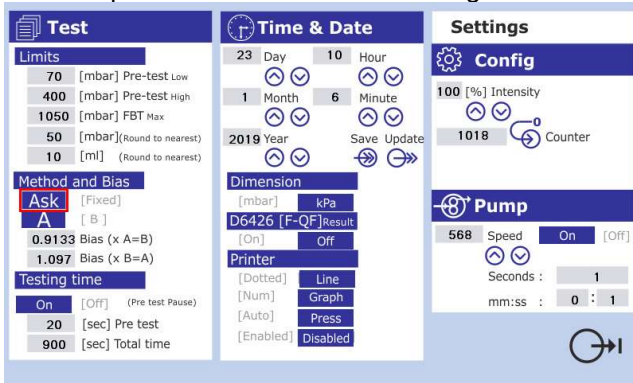 Test
Limits
70 [mbar] Pre-test Low
400 [mbar] Pre-test High
1050 [mbar] FBT Max
50 [mbar](Round to nearest)
10 [ml] (Round to nearest)
Method and Bias
Ask [Fixed]
A [ B ]
0.9133 Bias (x A=B)
1.097 Bias (x B=A)
Testing time
On [Off] (Pre test Pause)
20 [sec] Pre test
900 [sec] Total time
Time & Date
23 Day 10 Hour
1 Month 6 Minute
2019 Year Save Update
Dimension
[mbar] kPa
D6426 [F-QF]Result
[On] Off
Printer
[Dotted] Line
[Num] Graph
[Auto] Press
[Enabled] Disabled
Settings
Config
100 [%] Intensity
0
1018 Counter
Pump
568 Speed On [Off]
Seconds : 1
mm:ss : 0 : 1